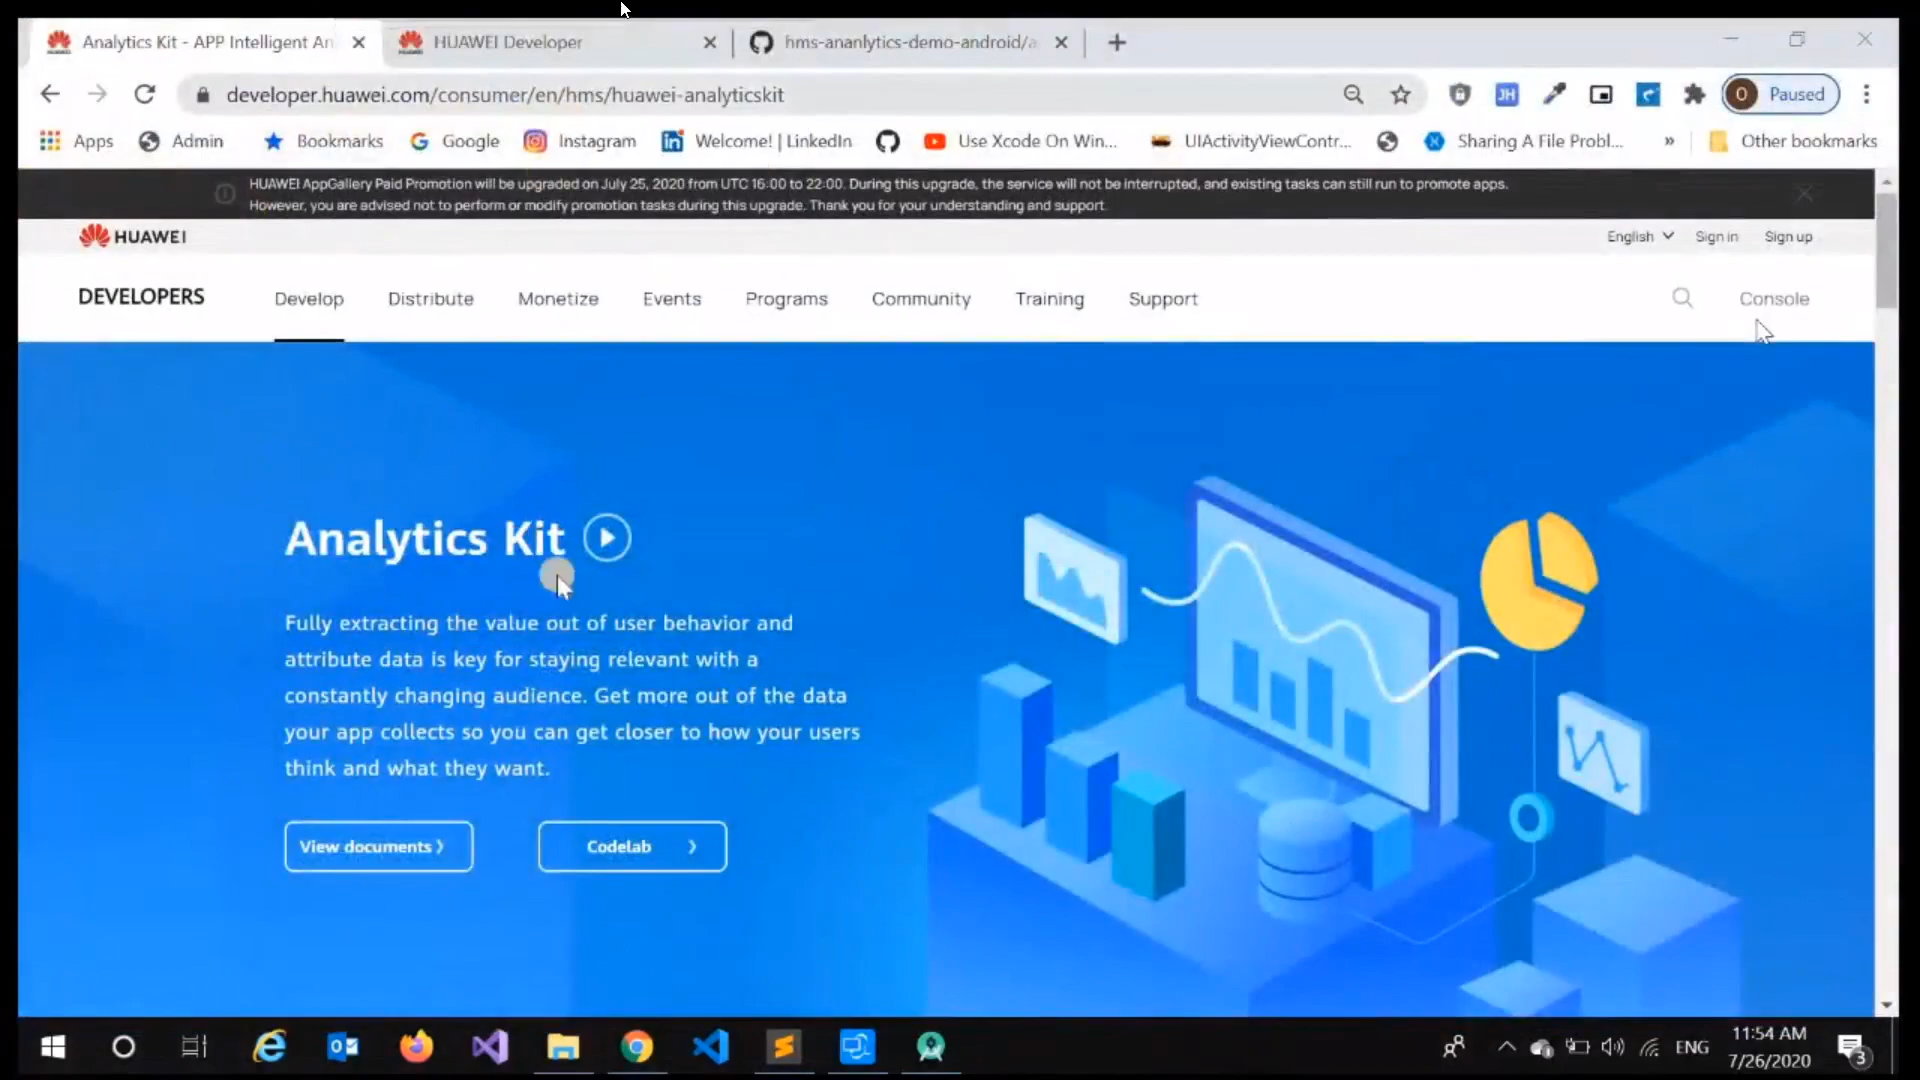 Analytics Kit - APP Intelligent An
HUAWEI Developer
hms-ananlytics-demo-android/a
developer.huawei.com/consumer/en/hms/huawei-analyticskit
JH
O
Paused
Apps
Admin
Bookmarks
Google
Instagram
Welcome! | LinkedIn
Use Xcode On Win...
UIActivityViewContr...
Sharing A File Probl...
»
Other bookmarks
HUAWEI AppGallery Paid Promotion will be upgraded on July 25, 2020 from UTC 16:00 to 22:00. During this upgrade, the service will not be interrupted, and existing tasks can still run to promote apps.
However, you are advised not to perform or modify promotion tasks during this upgrade. Thank you for your understanding and support.
HUAWEI
English
Sign in
Sign up
DEVELOPERS
Develop
Distribute
Monetize
Events
Programs
Community
Training
Support
Console
Analytics Kit
Fully extracting the value out of user behavior and
attribute data is key for staying relevant with a
constantly changing audience. Get more out of the data
your app collects so you can get closer to how your users
think and what they want.
View documents
Codelab
ENG
11:54 AM
7/26/2020
3